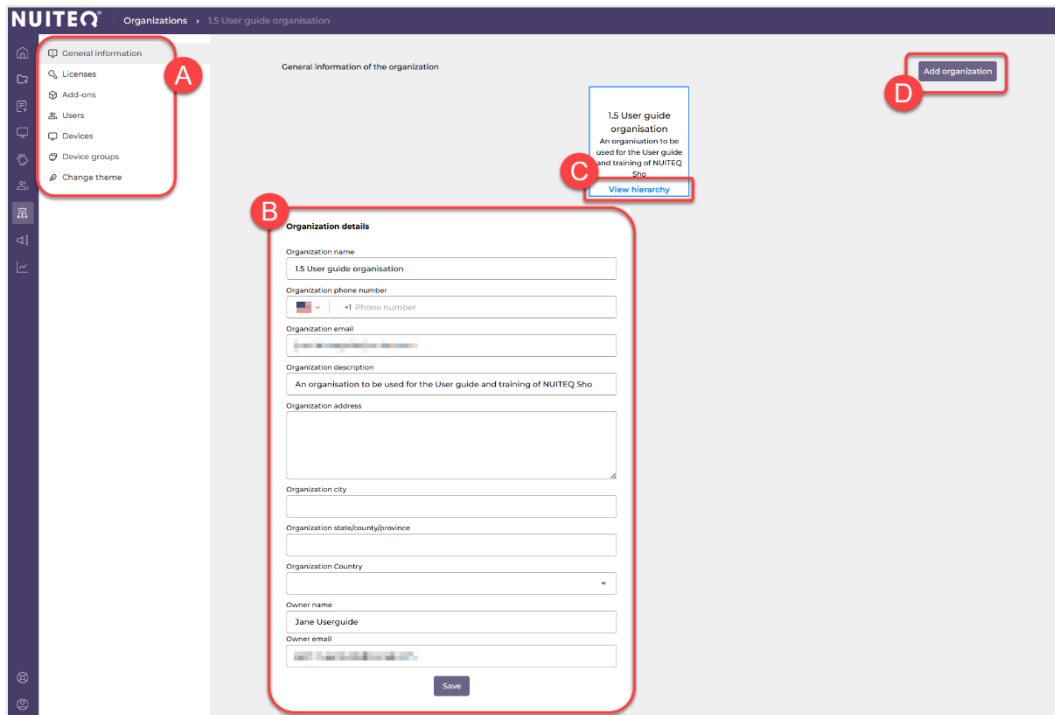 NUITEQ®
Organizations › 1.5 User guide organisation
General information
Licenses
Add-ons
Users
Devices
Device groups
Change theme
A
General information of the organization
Add organization
D
1.5 User guide
organisation
An organisation to be
used for the User guide
and training of NUITEQ
Sho
C
View hierarchy
B
Organization details
Organization name
1.5 User guide organisation
Organization phone number
+1 Phone number
Organization email
Organization description
An organisation to be used for the User guide and training of NUITEQ Sho
Organization address
Organization city
Organization state/county/province
Organization Country
Owner name
Jane Userguide
Owner email
Save